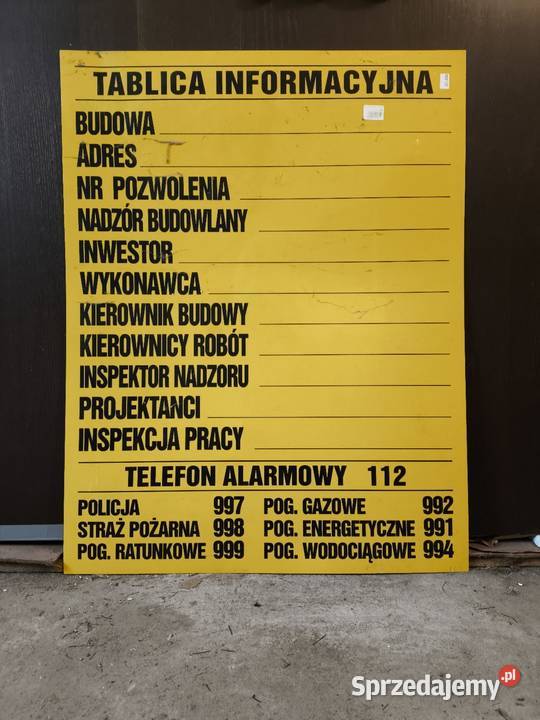 TABLICA INFORMACYJNA
BUDOWA
ADRES
NR POZWOLENIA
NADZÓR BUDOWLANY
INWESTOR
WYKONAWCA
KIEROWNIK BUDOWY
KIEROWNICY ROBÓT
INSPEKTOR NADZORU
PROJEKTANCI
INSPEKCJA PRACY
TELEFON ALARMOWY 112
POLICJA 997 POG. GAZOWE 992
STRAŻ POŻARNA 998 POG. ENERGETYCZNE 991
POG. RATUNKOWE 999 POG. WODOCIĄGOWE 994
Sprzedajemy.pl